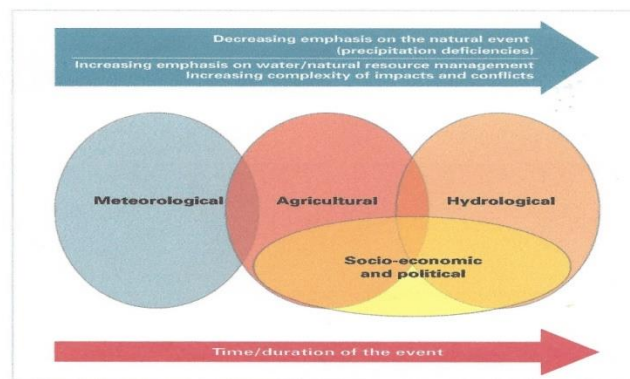 Decreasing emphasis on the natural event
(precipitation deficiencies)
Increasing emphasis on water/natural resource management
Increasing complexity of impacts and conflicts
Meteorological
Agricultural
Hydrological
Socio-economic
and political
Time/duration of the event